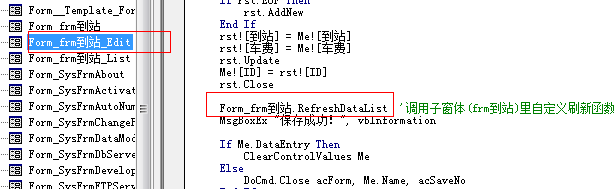 Form__Template_For
Form_frm到站
Form_frm到站_Edit
Form_frm到站_List
Form_SysFrmAbout
Form_SysFrmActivat
Form_SysFrmAutoNum
Form_SysFrmChangeP
Form_SysFrmDataMod
Form_SysFrmDbServe
Form_SysFrmDevelop
Form_SysFrmFTPServ
If rst.EOF Then
rst.AddNew
End If
rst![到站] = Me![到站]
rst![车费] = Me![车费]
rst.Update
Me![ID] = rst![ID]
rst.Close
Form_frm到站.RefreshDataList '调用子窗体(frm到站)里自定义刷新函数
MsgBoxEx "保存成功!", vbInformation
If Me.DataEntry Then
ClearControlValues Me
Else
DoCmd.Close acForm, Me.Name, acSaveNo